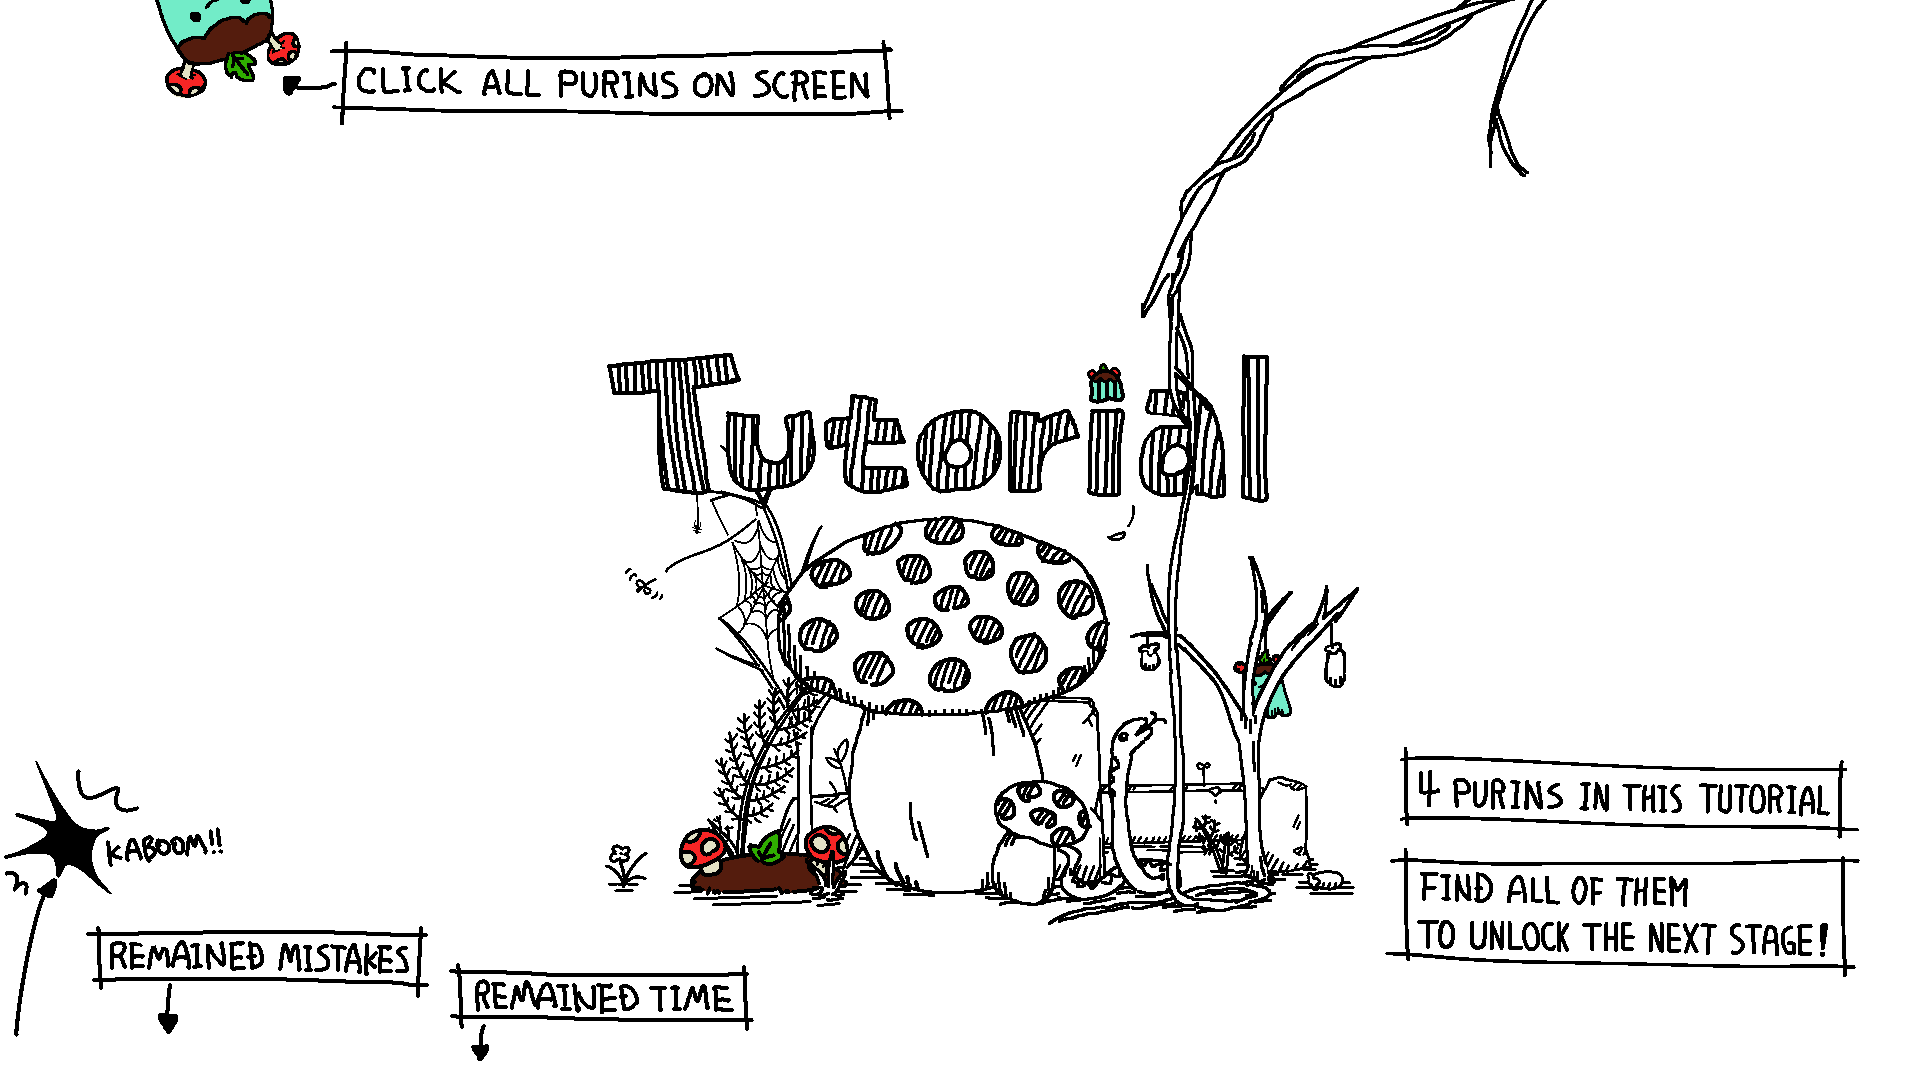 CLICK ALL PURINS ON SCREEN
Tutorial
4 PURINS IN THIS TUTORIAL
KABOOM!!
FIND ALL OF THEM
TO UNLOCK THE NEXT STAGE!
REMAINED MISTAKES
REMAINED TIME